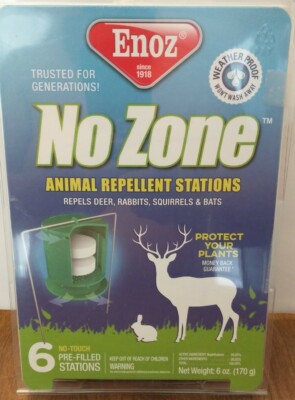 Enoz®
since
1918
TRUSTED FOR
GENERATIONS!
WEATHER PROOF
WON'T WASH AWAY
No Zone™
ANIMAL REPELLENT STATIONS
REPELS DEER, RABBITS, SQUIRRELS & BATS
PROTECT
YOUR
PLANTS
MONEY BACK
GUARANTEE
6 NO-TOUCH
PRE-FILLED
STATIONS
KEEP OUT OF REACH OF CHILDREN
WARNING
Net Weight: 6 oz. (170 g)